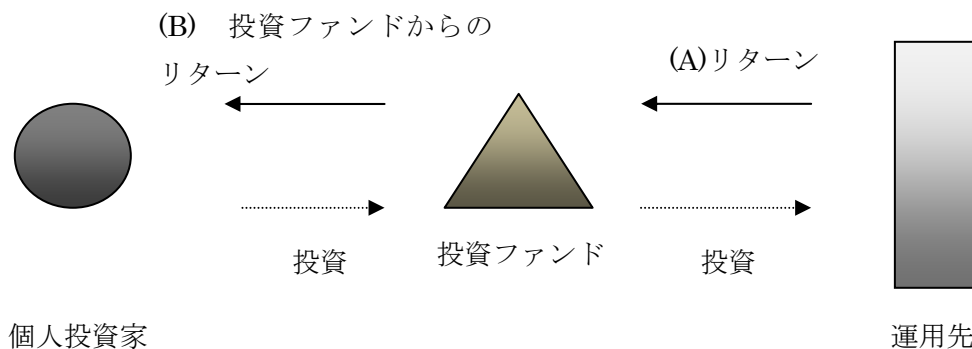 (B) 投資ファンドからの
リターン
(A)リターン
投資
投資ファンド
投資
個人投資家
運用先